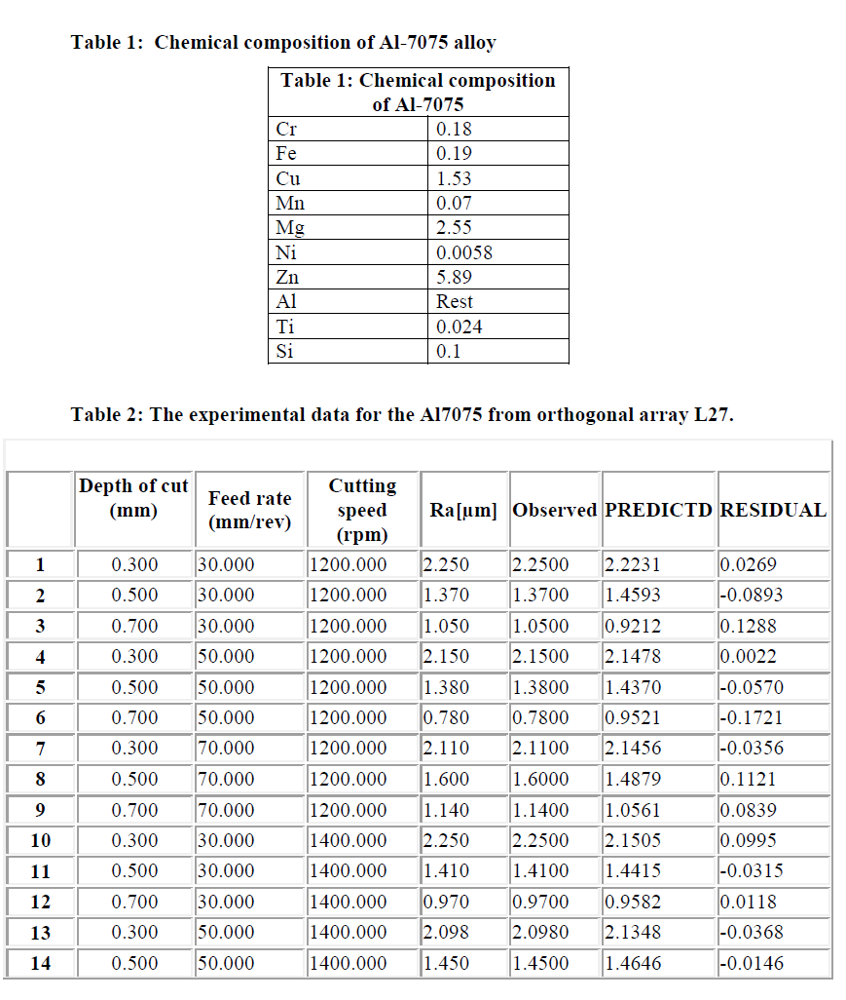 Table 1:  Chemical composition of Al-7075 alloy
Table 1: Chemical composition
of Al-7075
Cr 0.18
Fe 0.19
Cu 1.53
Mn 0.07
Mg 2.55
Ni 0.0058
Zn 5.89
Al Rest
Ti 0.024
Si 0.1
Table 2: The experimental data for the Al7075 from orthogonal array L27.
Depth of cut
(mm)
Feed rate
(mm/rev)
Cutting
speed
(rpm)
Ra[µm] Observed PREDICTD RESIDUAL
1 0.300 30.000 1200.000 2.250 2.2500 2.2231 0.0269
2 0.500 30.000 1200.000 1.370 1.3700 1.4593 -0.0893
3 0.700 30.000 1200.000 1.050 1.0500 0.9212 0.1288
4 0.300 50.000 1200.000 2.150 2.1500 2.1478 0.0022
5 0.500 50.000 1200.000 1.380 1.3800 1.4370 -0.0570
6 0.700 50.000 1200.000 0.780 0.7800 0.9521 -0.1721
7 0.300 70.000 1200.000 2.110 2.1100 2.1456 -0.0356
8 0.500 70.000 1200.000 1.600 1.6000 1.4879 0.1121
9 0.700 70.000 1200.000 1.140 1.1400 1.0561 0.0839
10 0.300 30.000 1400.000 2.250 2.2500 2.1505 0.0995
11 0.500 30.000 1400.000 1.410 1.4100 1.4415 -0.0315
12 0.700 30.000 1400.000 0.970 0.9700 0.9582 0.0118
13 0.300 50.000 1400.000 2.098 2.0980 2.1348 -0.0368
14 0.500 50.000 1400.000 1.450 1.4500 1.4646 -0.0146